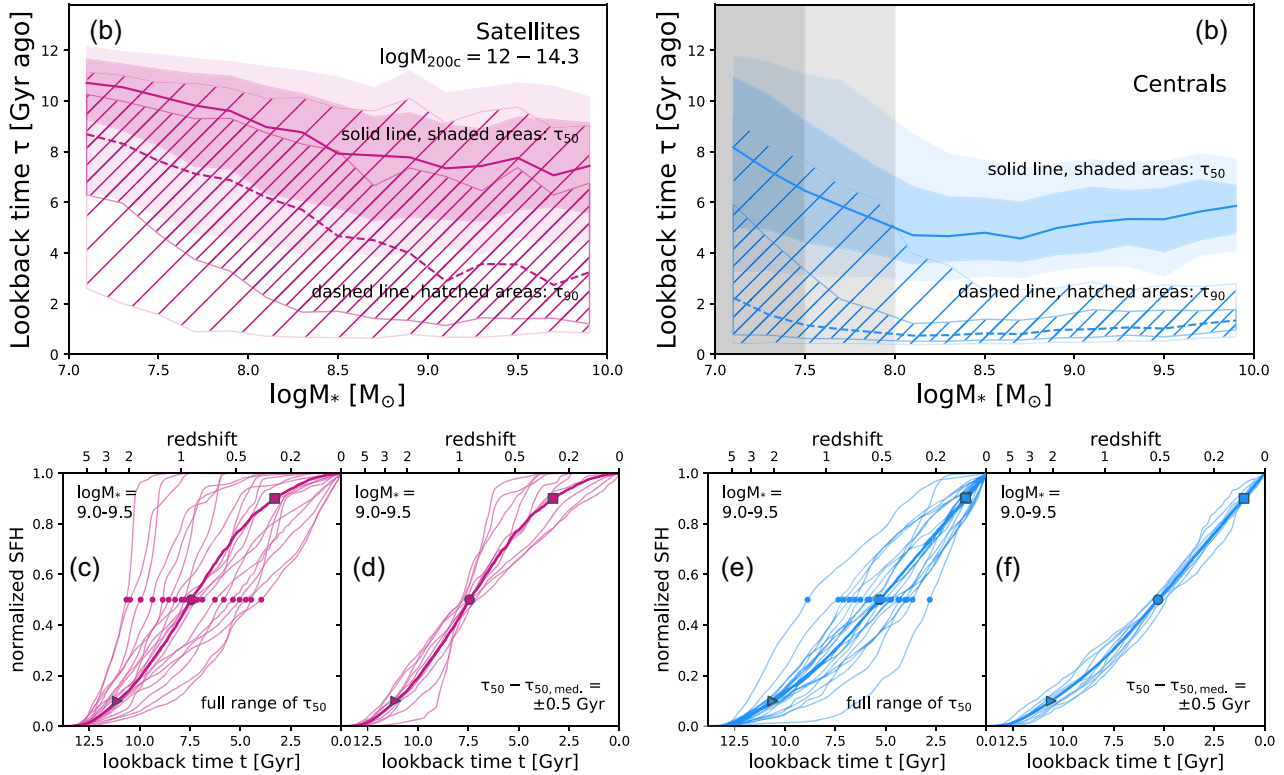 (b)
Satellites
logM200c = 12 − 14.3
solid line, shaded areas: τ50
dashed line, hatched areas: τ90
Lookback time τ [Gyr ago]
12
10
8
6
4
2
0
7.0 7.5 8.0 8.5 9.0 9.5 10.0
logM* [M⊙]
(b)
Centrals
solid line, shaded areas: τ50
dashed line, hatched areas: τ90
Lookback time τ [Gyr ago]
12
10
8
6
4
2
0
7.0 7.5 8.0 8.5 9.0 9.5 10.0
logM* [M⊙]
redshift
5 3 2 1 0.5 0.2 0
5 3 2 1 0.5 0.2 0
normalized SFH
1.0
0.8
0.6
0.4
0.2
0.0
logM* =
9.0-9.5
(c)
full range of τ50
logM* =
9.0-9.5
(d)
τ50 − τ50, med. =
±0.5 Gyr
12.5 10.0 7.5 5.0 2.5 0.0
12.5 10.0 7.5 5.0 2.5 0.0
lookback time t [Gyr]
lookback time t [Gyr]
redshift
5 3 2 1 0.5 0.2 0
5 3 2 1 0.5 0.2 0
normalized SFH
1.0
0.8
0.6
0.4
0.2
0.0
logM* =
9.0-9.5
(e)
full range of τ50
logM* =
9.0-9.5
(f)
τ50 − τ50, med. =
±0.5 Gyr
12.5 10.0 7.5 5.0 2.5 0.0
12.5 10.0 7.5 5.0 2.5 0.0
lookback time t [Gyr]
lookback time t [Gyr]